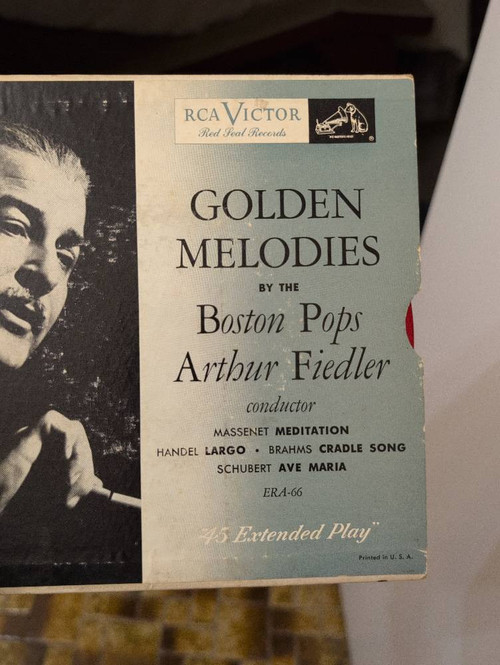 RCA VICTOR
Red Seal Records
GOLDEN
MELODIES
BY THE
Boston Pops
Arthur Fiedler
conductor
MASSENET MEDITATION
HANDEL LARGO • BRAHMS CRADLE SONG
SCHUBERT AVE MARIA
ERA-66
"45 Extended Play"
Printed in U. S. A.